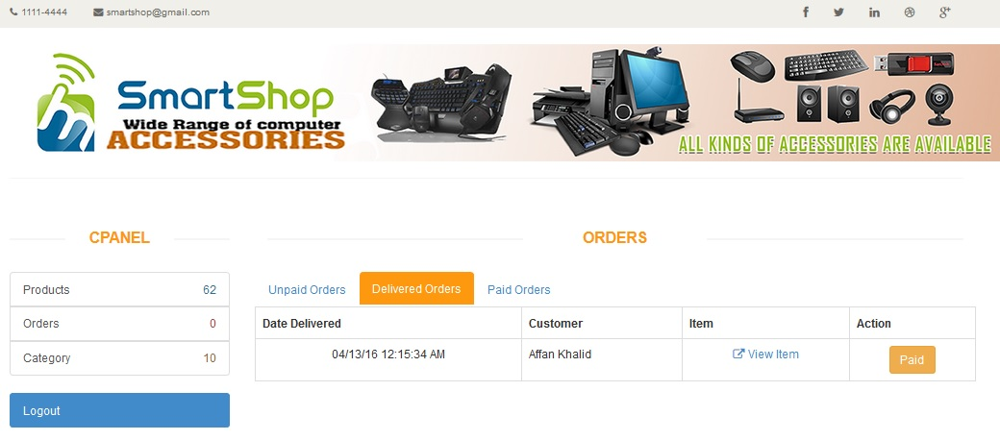 1111-4444 smartshop@gmail.com
SmartShop
Wide Range of computer
ACCESSORIES
ALL KINDS OF ACCESSORIES ARE AVAILABLE
CPANEL
Products 62
Orders 0
Category 10
Logout
ORDERS
Unpaid Orders Delivered Orders Paid Orders
Date Delivered Customer Item Action
04/13/16 12:15:34 AM Affan Khalid View Item Paid